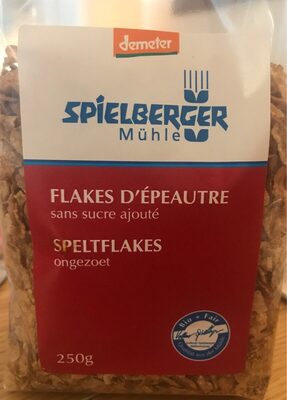 demeter
SPIELBERGER
Mühle
FLAKES D'ÉPEAUTRE
sans sucre ajouté
SPELTFLAKES
ongezoet
250g
Bio + Fair